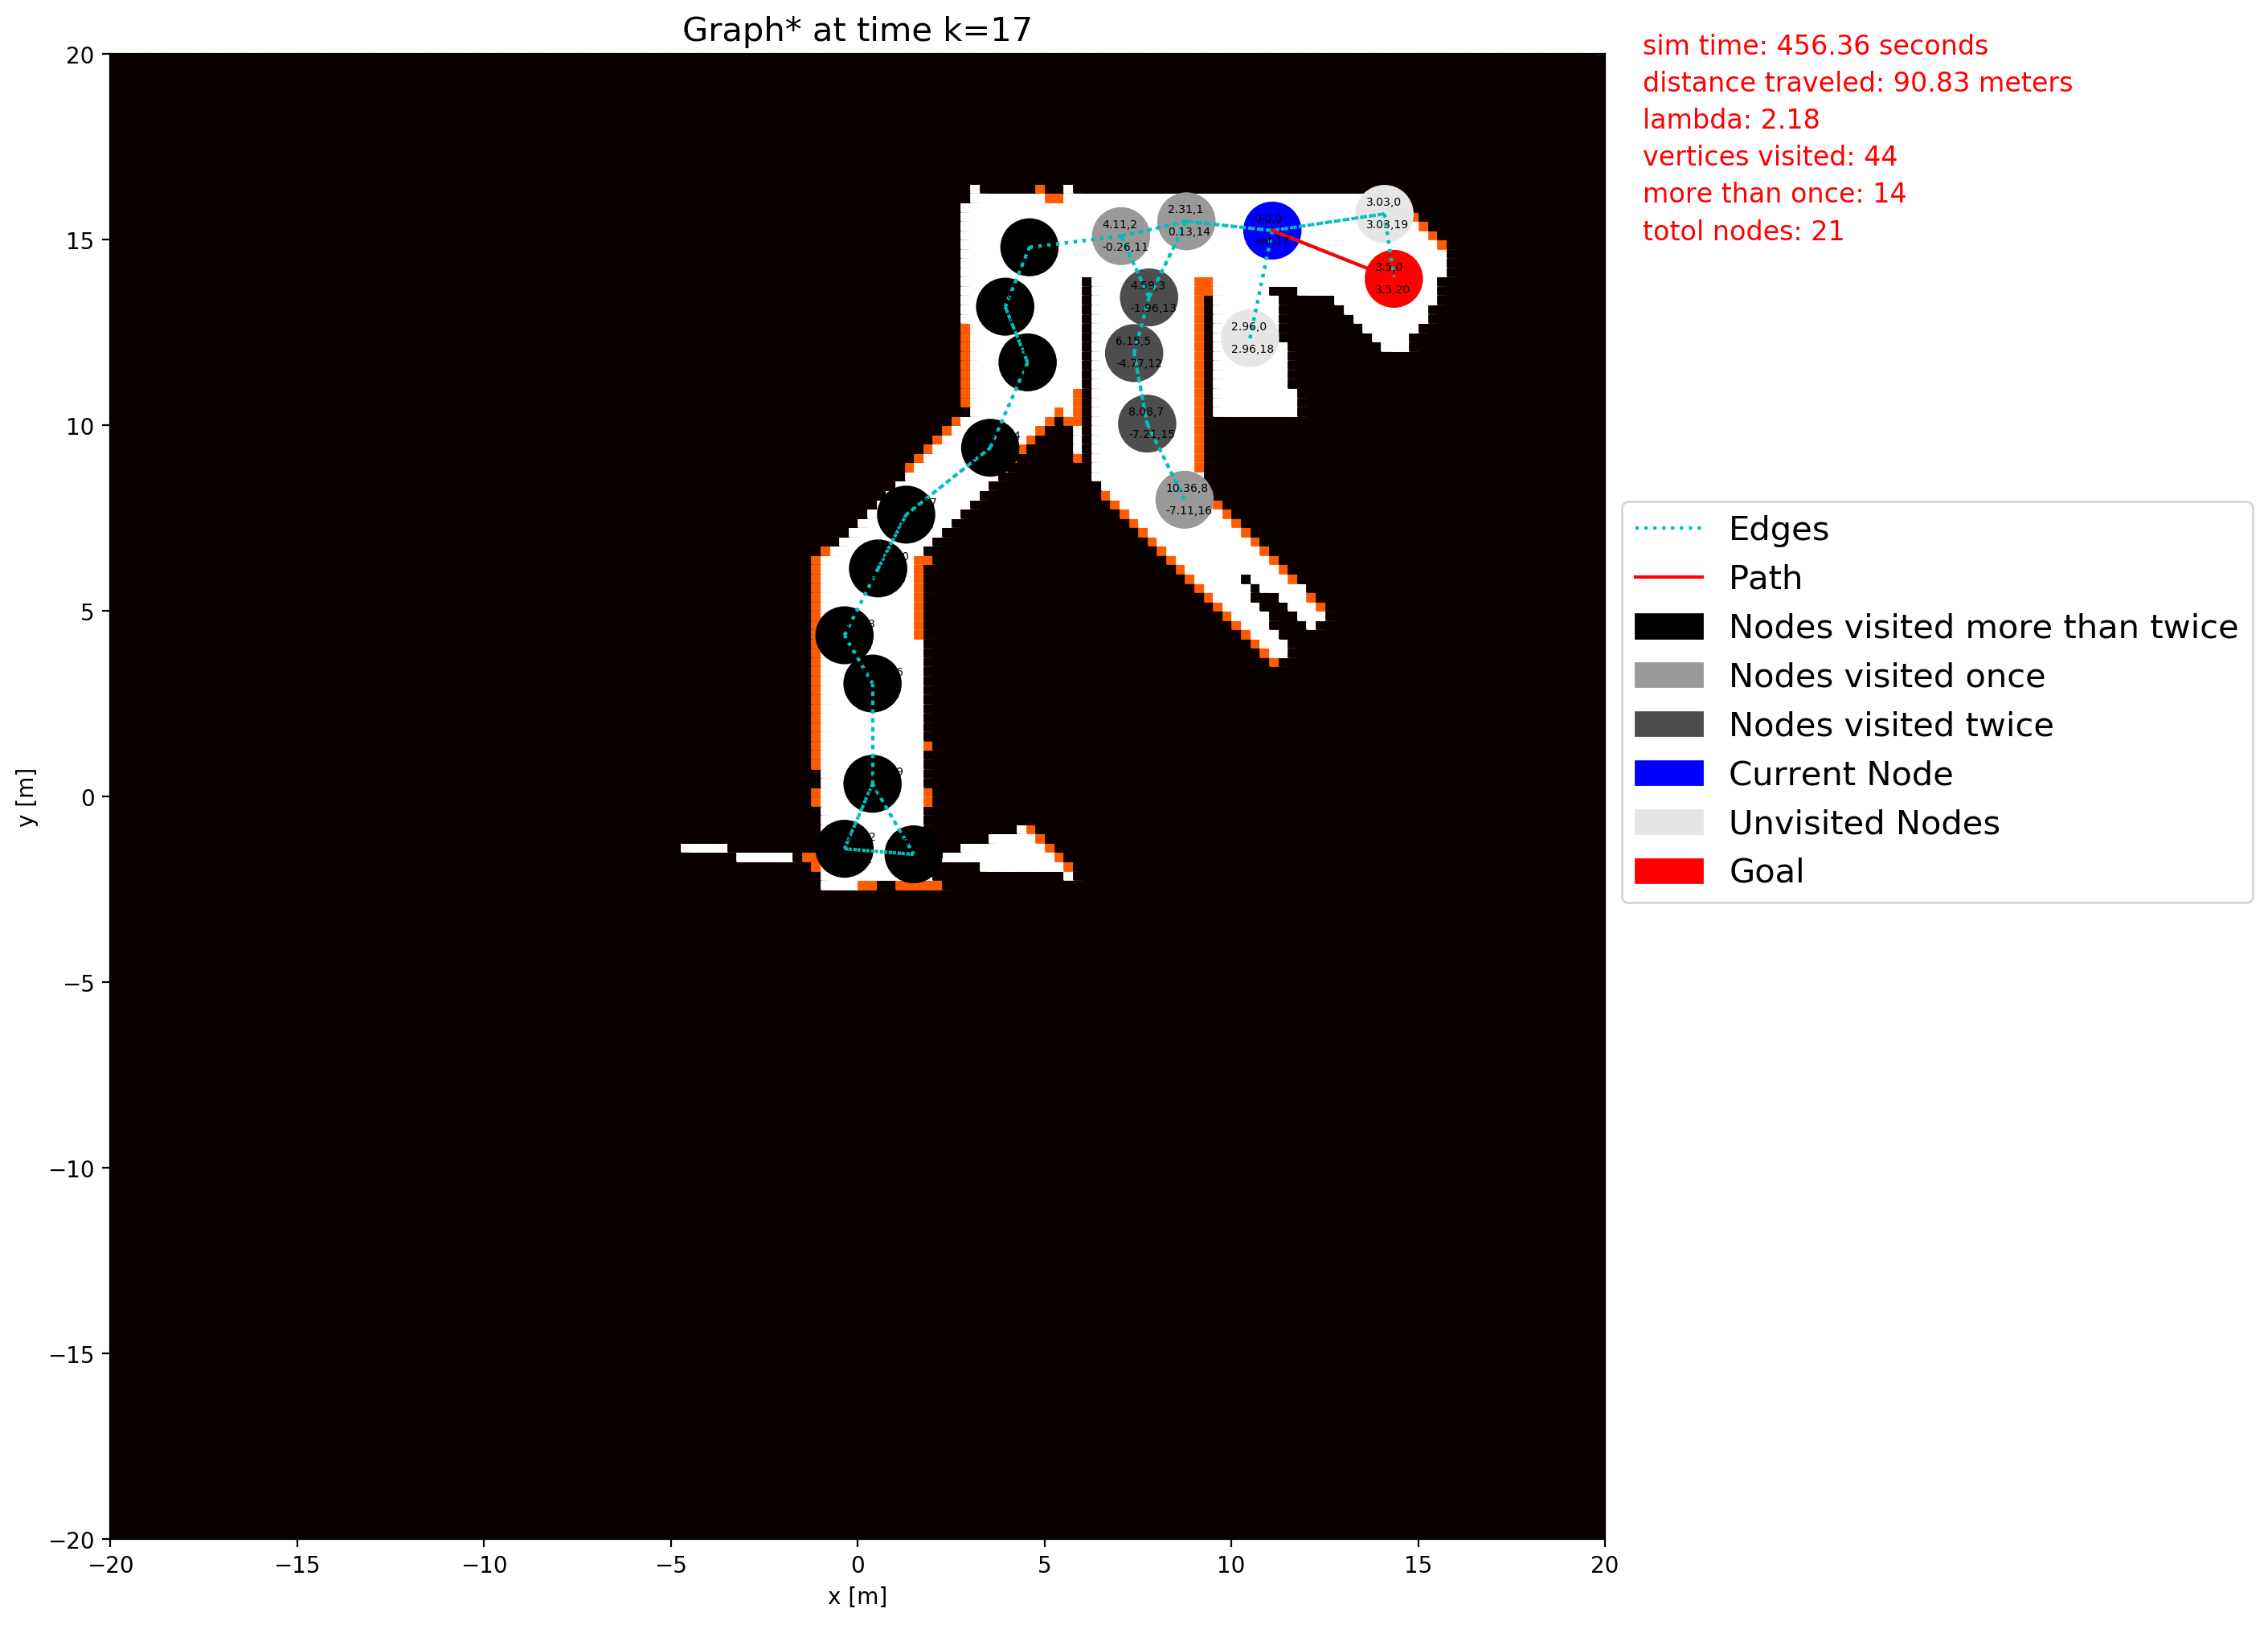 Graph* at time k=17
sim time: 456.36 seconds
distance traveled: 90.83 meters
lambda: 2.18
vertices visited: 44
more than once: 14
totol nodes: 21
20
15
10
5
0
−5
−10
−15
−20
y [m]
−20
−15
−10
−5
0
5
10
15
20
x [m]
4.11,2
-0.26,11
2.31,1
0.13,14
0.0,0
3.03,0
3.03,19
3.5,0
3.5,20
4.59,3
-1.96,13
6.15,5
-4.77,12
2.96,0
2.96,18
8.08,7
-7.21,15
10.36,8
-7.11,16
Edges
Path
Nodes visited more than twice
Nodes visited once
Nodes visited twice
Current Node
Unvisited Nodes
Goal